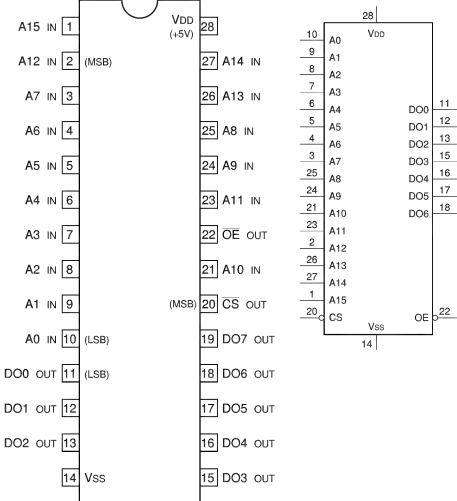 A15 IN 1
A12 IN 2 (MSB)
A7 IN 3
A6 IN 4
A5 IN 5
A4 IN 6
A3 IN 7
A2 IN 8
A1 IN 9
A0 IN 10 (LSB)
DO0 OUT 11 (LSB)
DO1 OUT 12
DO2 OUT 13
14 VSS
VDD 28
(+5V)
27 A14 IN
26 A13 IN
25 A8 IN
24 A9 IN
23 A11 IN
22 OE OUT
21 A10 IN
(MSB) 20 CS OUT
19 DO7 OUT
18 DO6 OUT
17 DO5 OUT
16 DO4 OUT
15 DO3 OUT
28
VDD
10 A0
9 A1
8 A2
7 A3
6 A4
5 A5
4 A6
3 A7
25 A8
24 A9
21 A10
23 A11
2 A12
26 A13
27 A14
1 A15
20 CS
DO0 11
DO1 12
DO2 13
DO3 15
DO4 16
DO5 17
DO6 18
OE 22
VSS
14